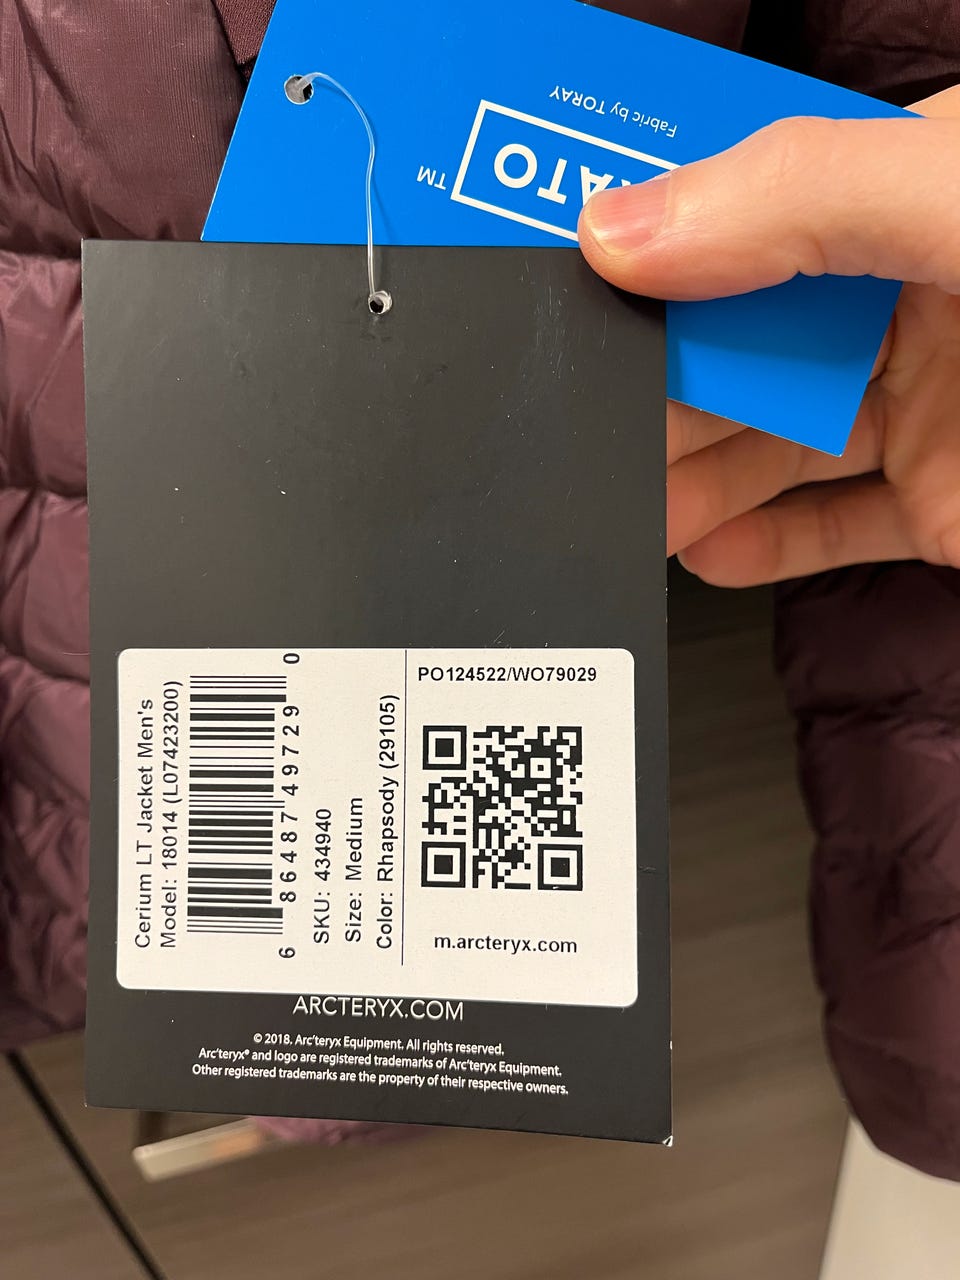 Fabric by TORAY
TM
Cerium LT Jacket Men's
Model: 18014 (L07423200)
6 86487 49729 0
SKU: 434940
Size: Medium
Color: Rhapsody (29105)
PO124522/WO79029
m.arcteryx.com
ARCTERYX.COM
© 2018. Arc'teryx Equipment. All rights reserved.
Arc'teryx® and logo are registered trademarks of Arc'teryx Equipment.
Other registered trademarks are the property of their respective owners.